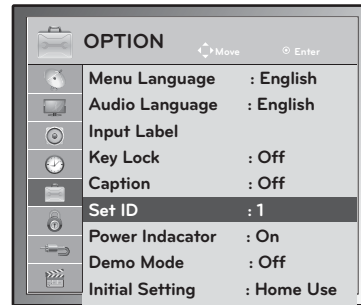 OPTION
Move
Enter
Menu Language : English
Audio Language : English
Input Label
Key Lock : Off
Caption : Off
Set ID : 1
Power Indacator : On
Demo Mode : Off
Initial Setting : Home Use